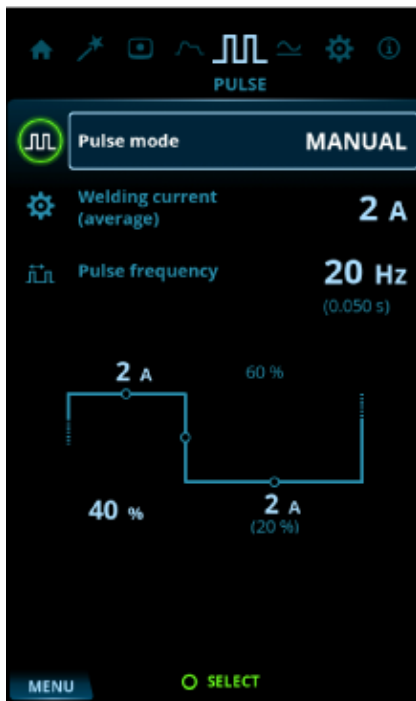 PULSE
Pulse mode MANUAL
Welding current
(average)
2 A
Pulse frequency
20 Hz
(0.050 s)
2 A
60 %
40 %
2 A
(20 %)
MENU
SELECT